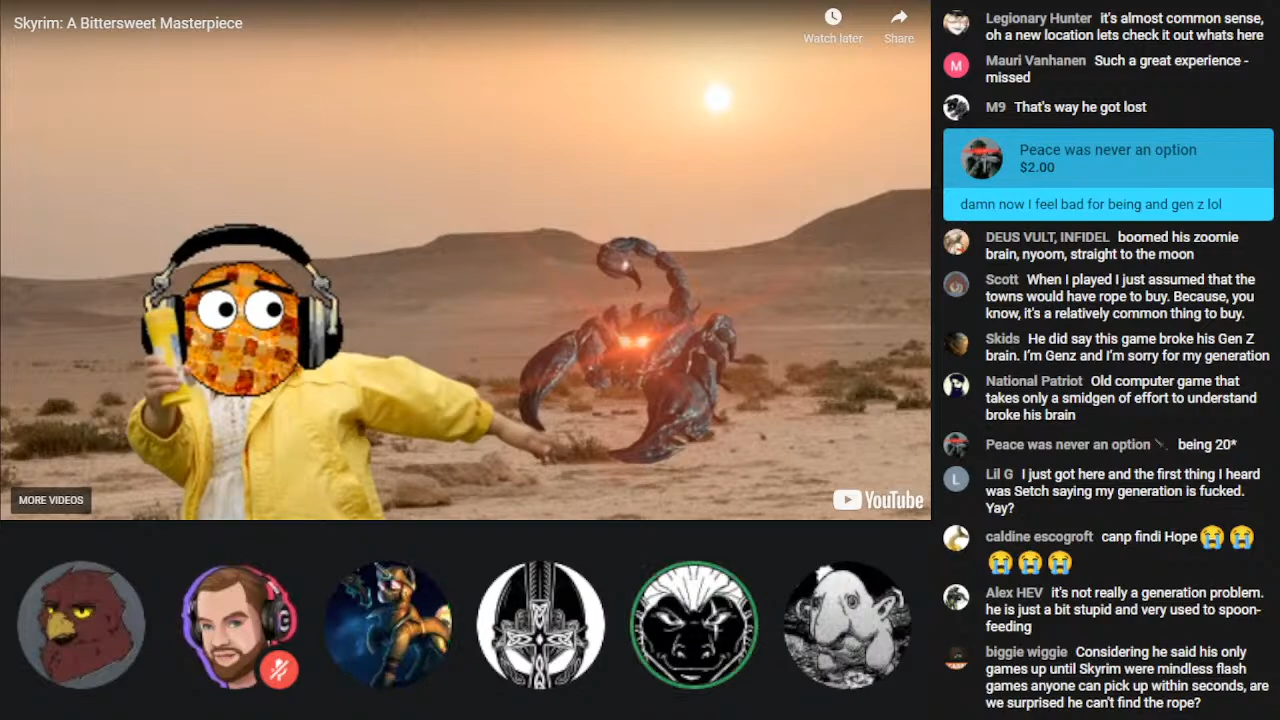 Skyrim: A Bittersweet Masterpiece
Watch later
Share
MORE VIDEOS
YouTube
Legionary Hunter it's almost common sense,
oh a new location lets check it out whats here
M
Mauri Vanhanen Such a great experience -
missed
M9 That's way he got lost
Peace was never an option
$2.00
damn now I feel bad for being and gen z lol
DEUS VULT, INFIDEL boomed his zoomie
brain, nyoom, straight to the moon
Scott When I played I just assumed that the
towns would have rope to buy. Because, you
know, it's a relatively common thing to buy.
Skids He did say this game broke his Gen Z
brain. I'm Genz and I'm sorry for my generation
National Patriot Old computer game that
takes only a smidgen of effort to understand
broke his brain
Peace was never an option being 20*
L
Lil G I just got here and the first thing I heard
was Setch saying my generation is fucked.
Yay?
caldine escogroft canp findi Hope 😭 😭
😭 😭 😭
Alex HEV it's not really a generation problem.
he is just a bit stupid and very used to spoon-
feeding
biggie wiggie Considering he said his only
games up until Skyrim were mindless flash
games anyone can pick up within seconds, are
we surprised he can't find the rope?